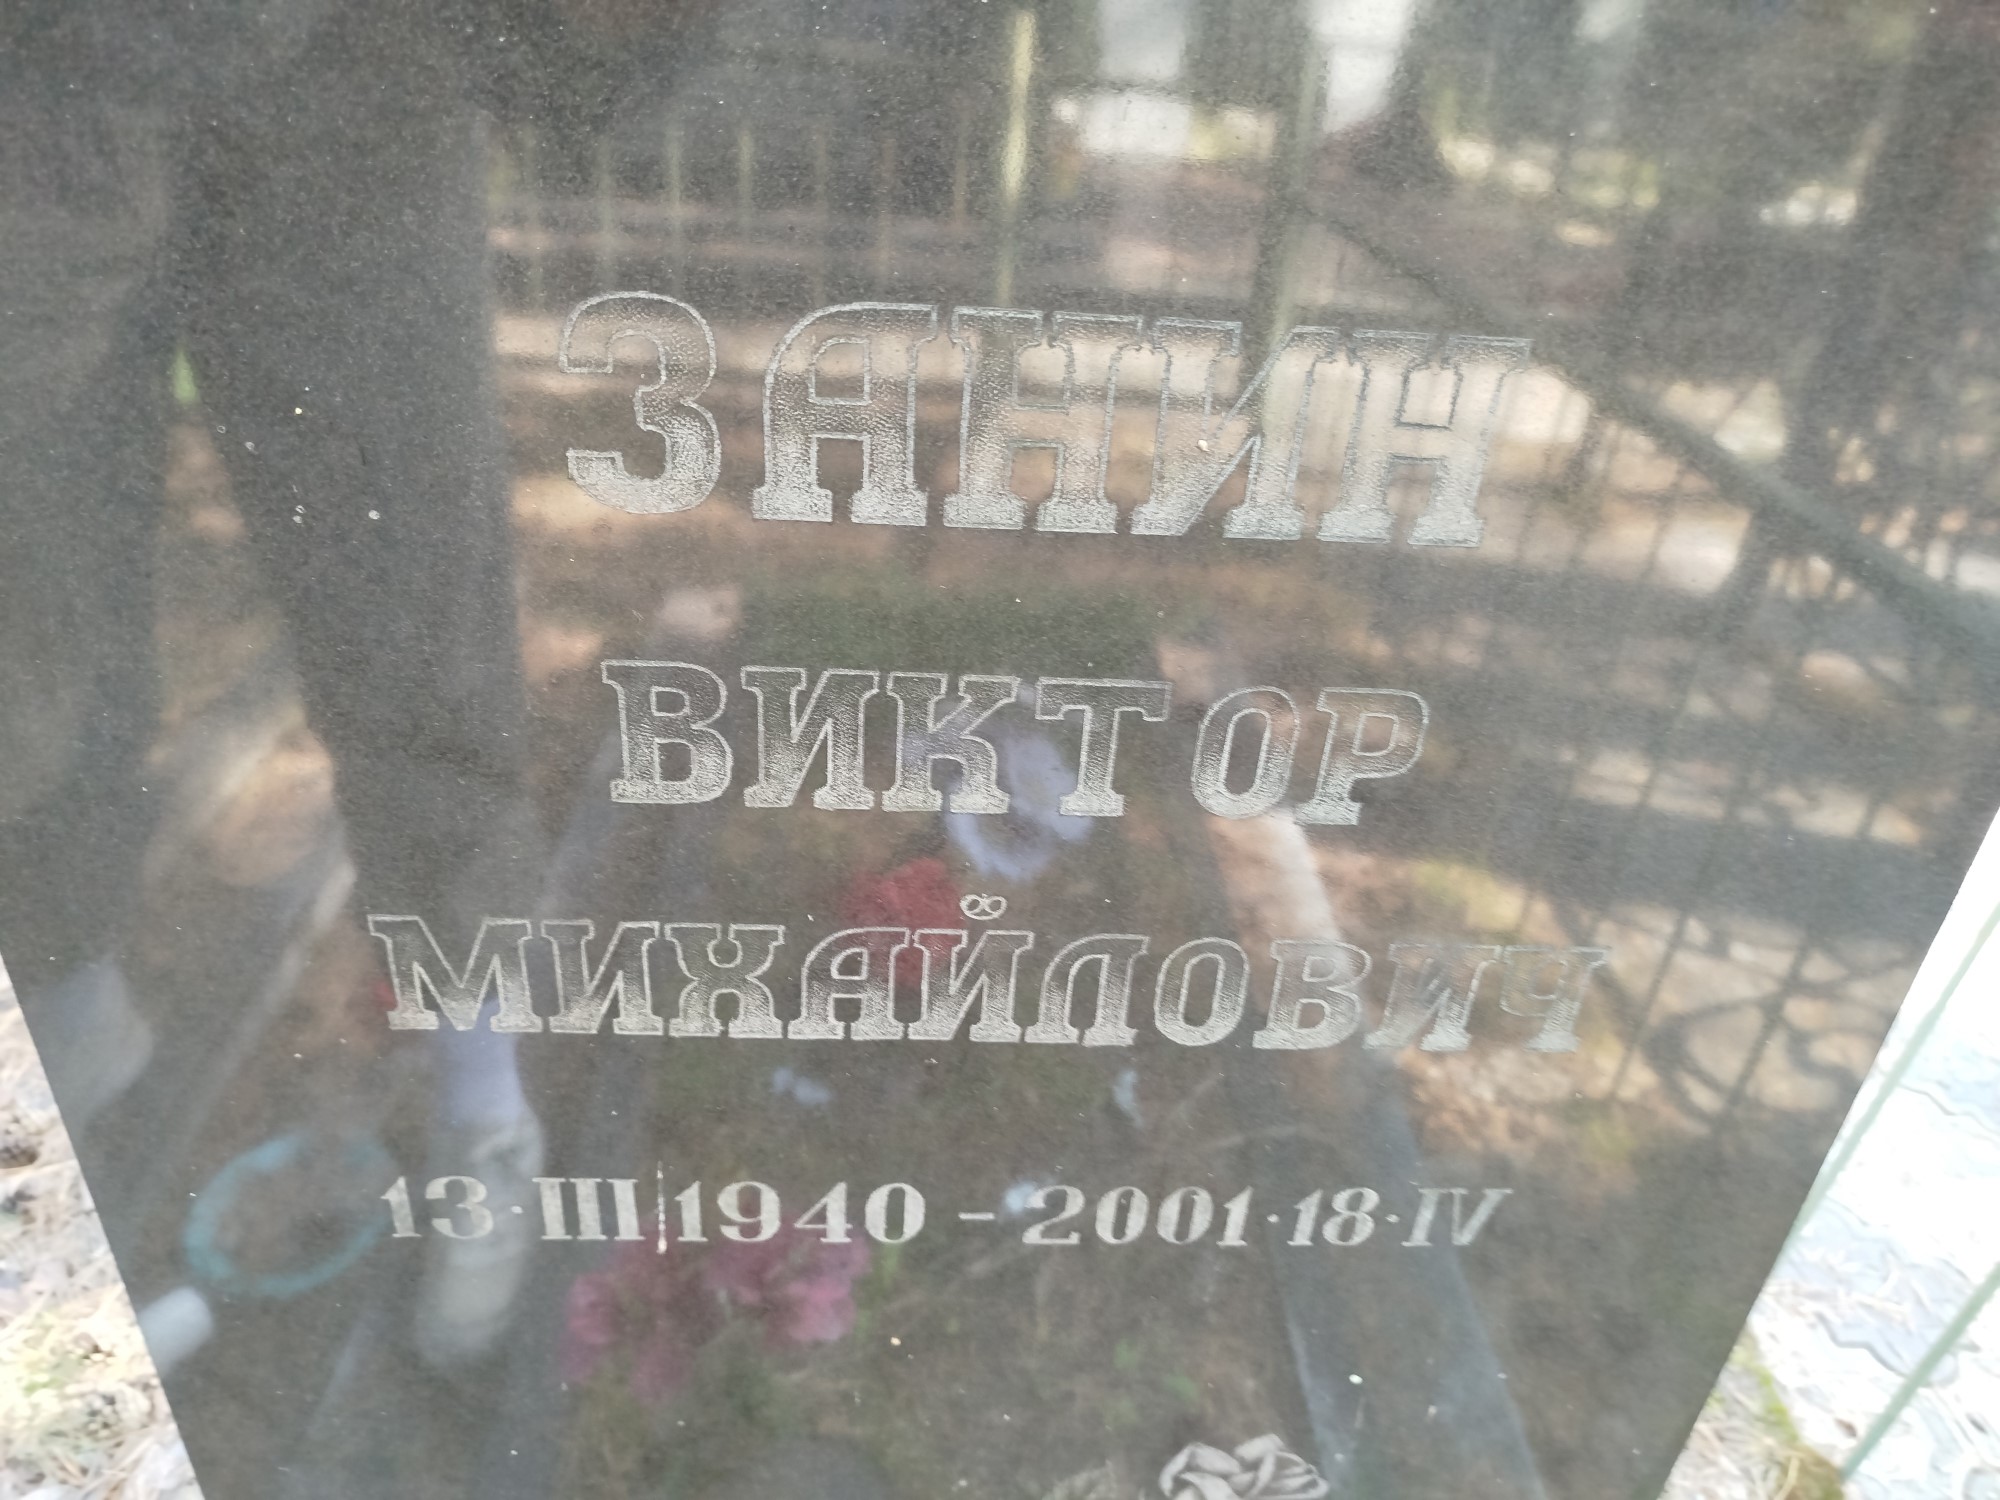 ЗАНИН
ВИКТОР
МИХАЙЛОВИЧ
13·III|1940 - 2001·18·IV